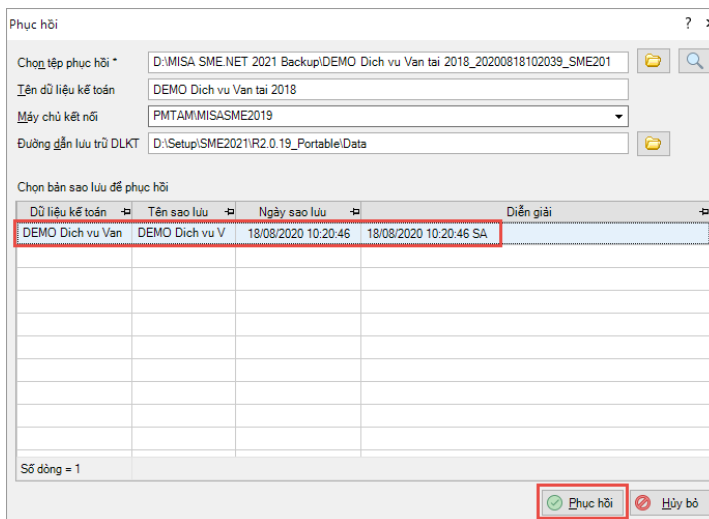 Phục hồi ?
Chọn tệp phục hồi * D:\MISA SME.NET 2021 Backup\DEMO Dich vu Van tai 2018_20200818102039_SME201
Tên dữ liệu kế toán DEMO Dich vu Van tai 2018
Máy chủ kết nối PMTAM\MISASME2019
Đường dẫn lưu trữ DLKT D:\Setup\SME2021\R2.0.19_Portable\Data
Chọn bản sao lưu để phục hồi
Dữ liệu kế toán Tên sao lưu Ngày sao lưu Diễn giải
DEMO Dich vu Van DEMO Dich vu V 18/08/2020 10:20:46 18/08/2020 10:20:46 SA
Số dòng = 1
Phục hồi Hủy bỏ